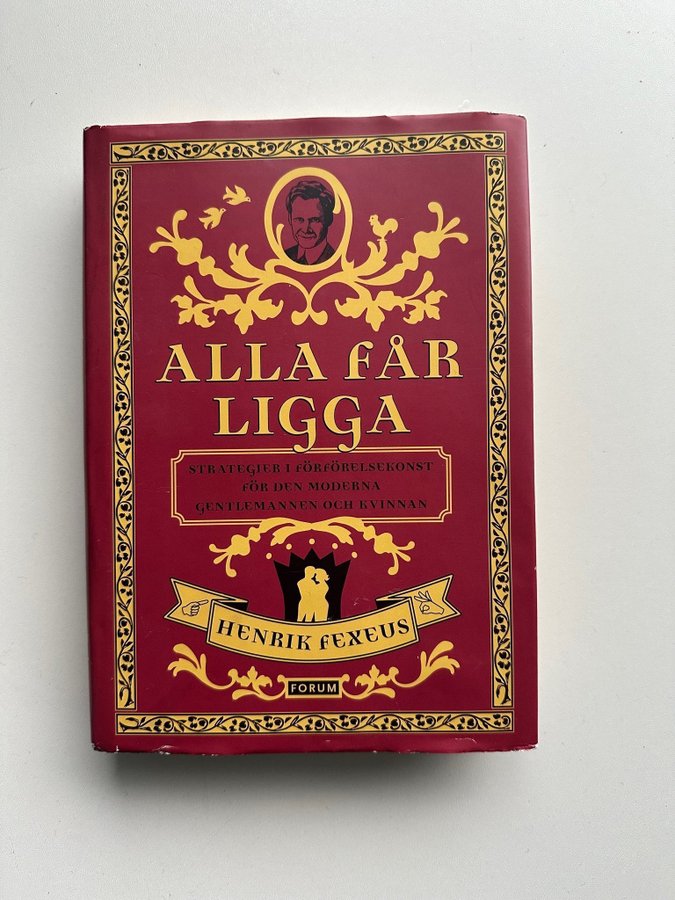 ALLA FÅR
LIGGA
STRATEGIER I FÖRFÖRELSEKONST
FÖR DEN MODERNA
GENTLEMANNEN OCH KVINNAN
HENRIK FEXEUS
FORUM